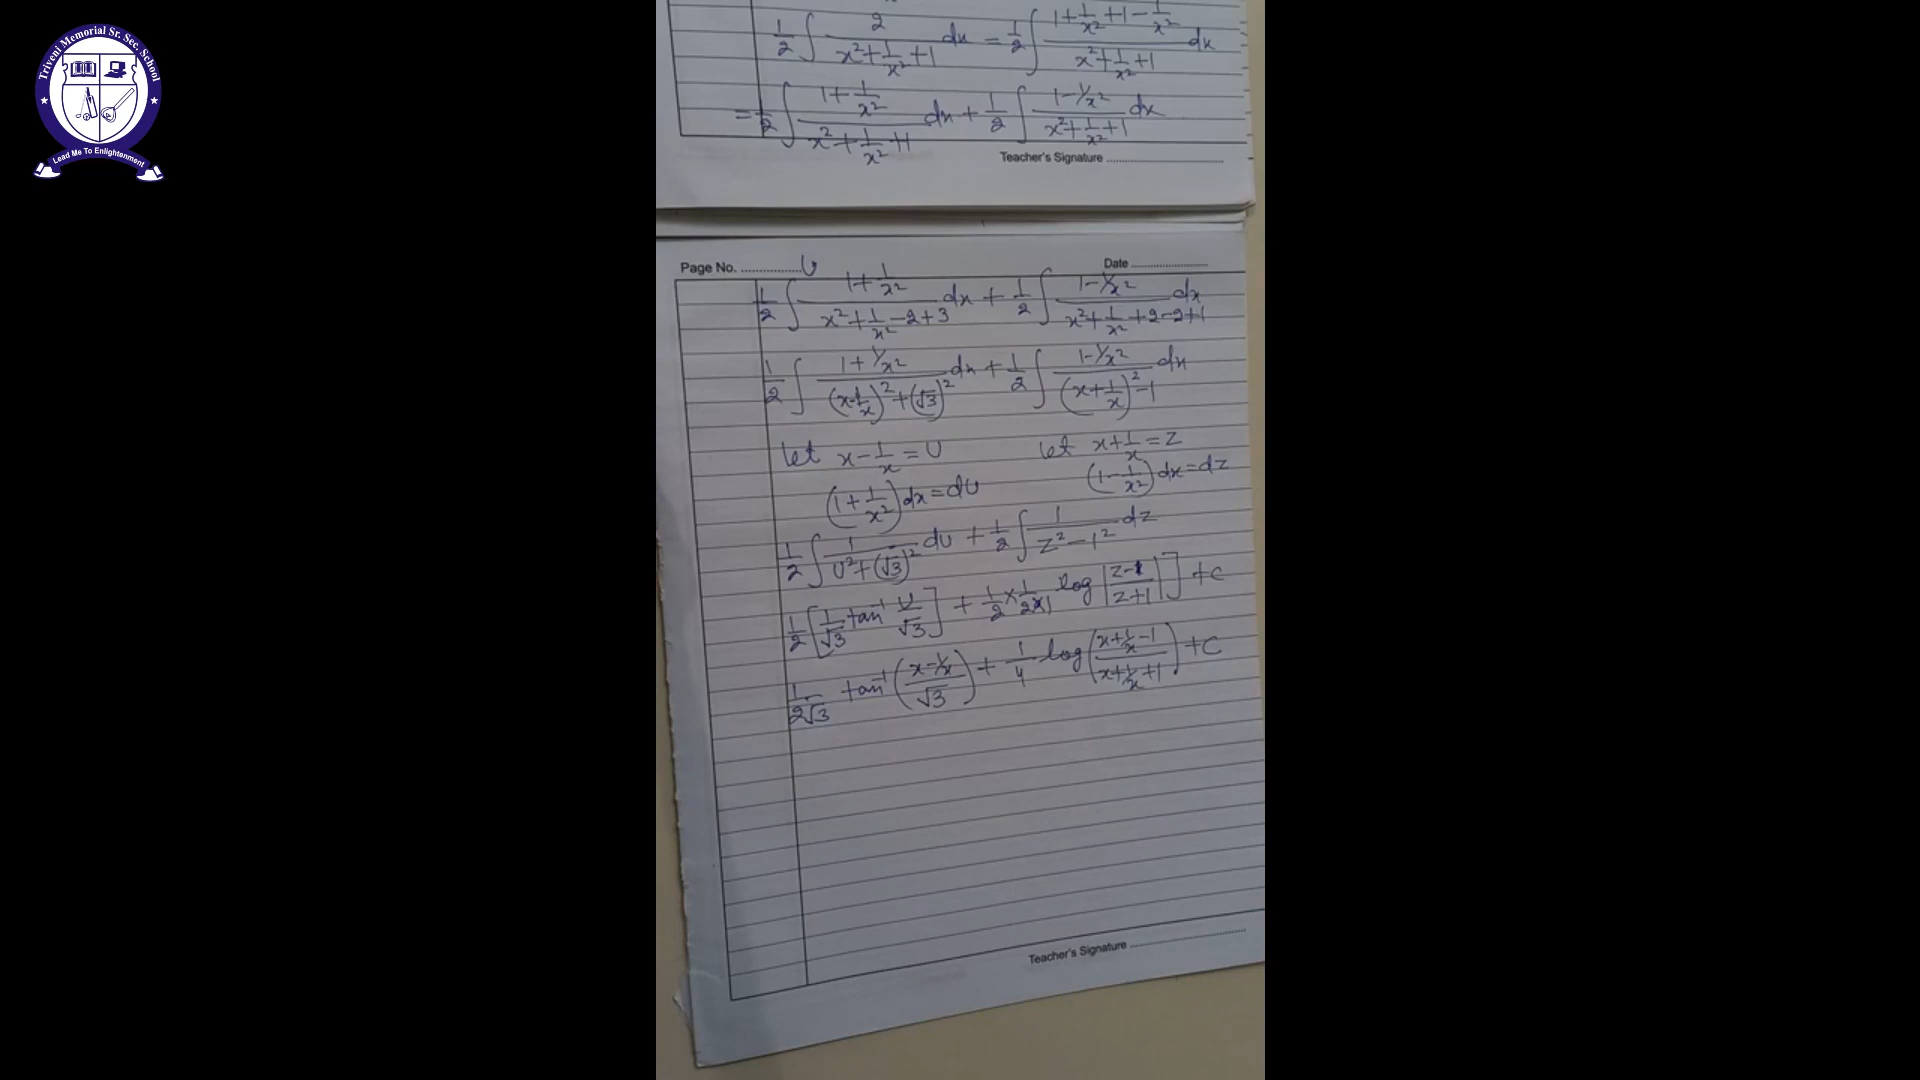 Triveni Memorial Sr. Sec. School
Lead Me To Enlightenment
1/2 ∫ 2/(x²+1/x²+1) dx = 1/2 ∫ (1+1/x²+1-1/x²)/(x²+1/x²+1) dx
= 1/2 ∫ (1+1/x²)/(x²+1/x²+1) dx + 1/2 ∫ (1-1/x²)/(x²+1/x²+1) dx
Teacher's Signature
Page No. Date
1/2 ∫ (1+1/x²)/(x²+1/x²-2+3) dx + 1/2 ∫ (1-1/x²)/(x²+1/x²+2-2+1) dx
1/2 ∫ (1+1/x²)/((x-1/x)²+(√3)²) dx + 1/2 ∫ (1-1/x²)/((x+1/x)²-1) dx
let x-1/x=U let x+1/x=Z
(1+1/x²)dx=dU (1-1/x²)dx=dZ
1/2 ∫ 1/(U²+(√3)²) dU + 1/2 ∫ 1/(Z²-1²) dZ
1/2 [1/√3 tan⁻¹ U/√3] + 1/2 × 1/(2×1) log |(Z-1)/(Z+1)|] +C
1/(2√3) tan⁻¹ ((x-1/x)/√3) + 1/4 log ((x+1/x-1)/(x+1/x+1)) +C
Teacher's Signature